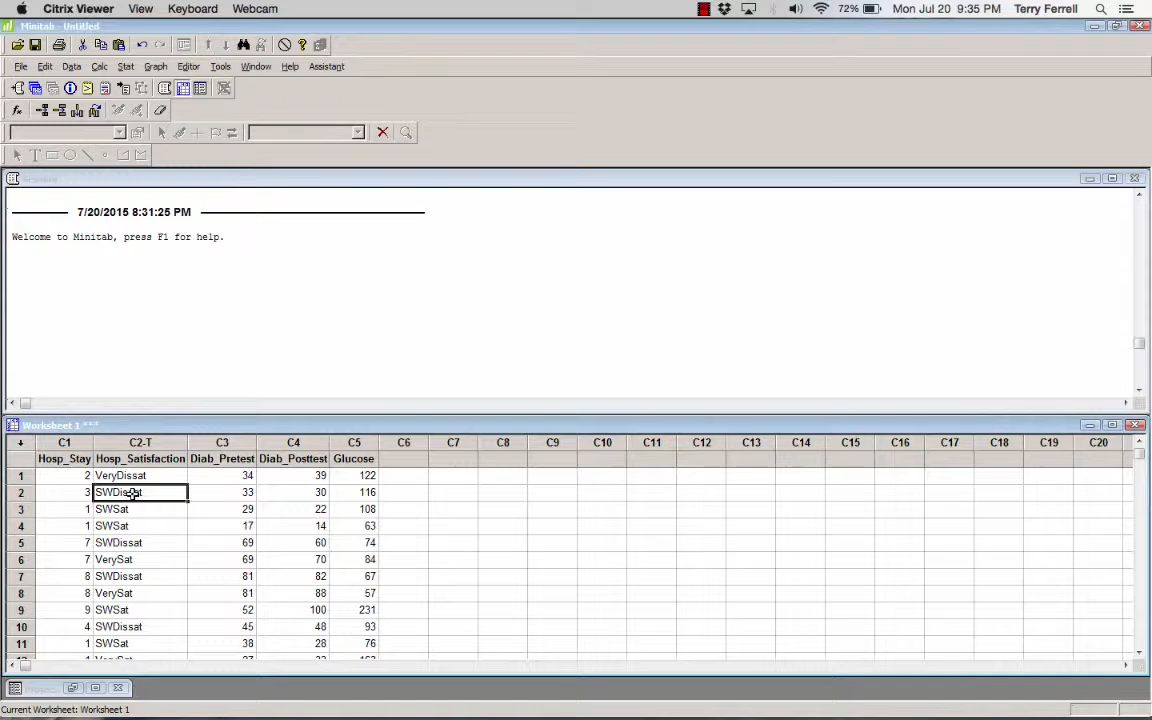 Citrix Viewer View Keyboard Webcam 72% Mon Jul 20 9:35 PM Terry Ferrell
Minitab - Untitled
File Edit Data Calc Stat Graph Editor Tools Window Help Assistant
7/20/2015 8:31:25 PM
Welcome to Minitab, press F1 for help.
Worksheet 1 ***
C1 C2-T C3 C4 C5 C6 C7 C8 C9 C10 C11 C12 C13 C14 C15 C16 C17 C18 C19 C20
Hosp_Stay Hosp_Satisfaction Diab_Pretest Diab_Posttest Glucose
1 2 VeryDissat 34 39 122
2 3 SWDissat 33 30 116
3 1 SWSat 29 22 108
4 1 SWSat 17 14 63
5 7 SWDissat 69 60 74
6 7 VerySat 69 70 84
7 8 SWDissat 81 82 67
8 8 VerySat 81 88 57
9 9 SWSat 52 100 231
10 4 SWDissat 45 48 93
11 1 SWSat 38 28 76
Current Worksheet: Worksheet 1